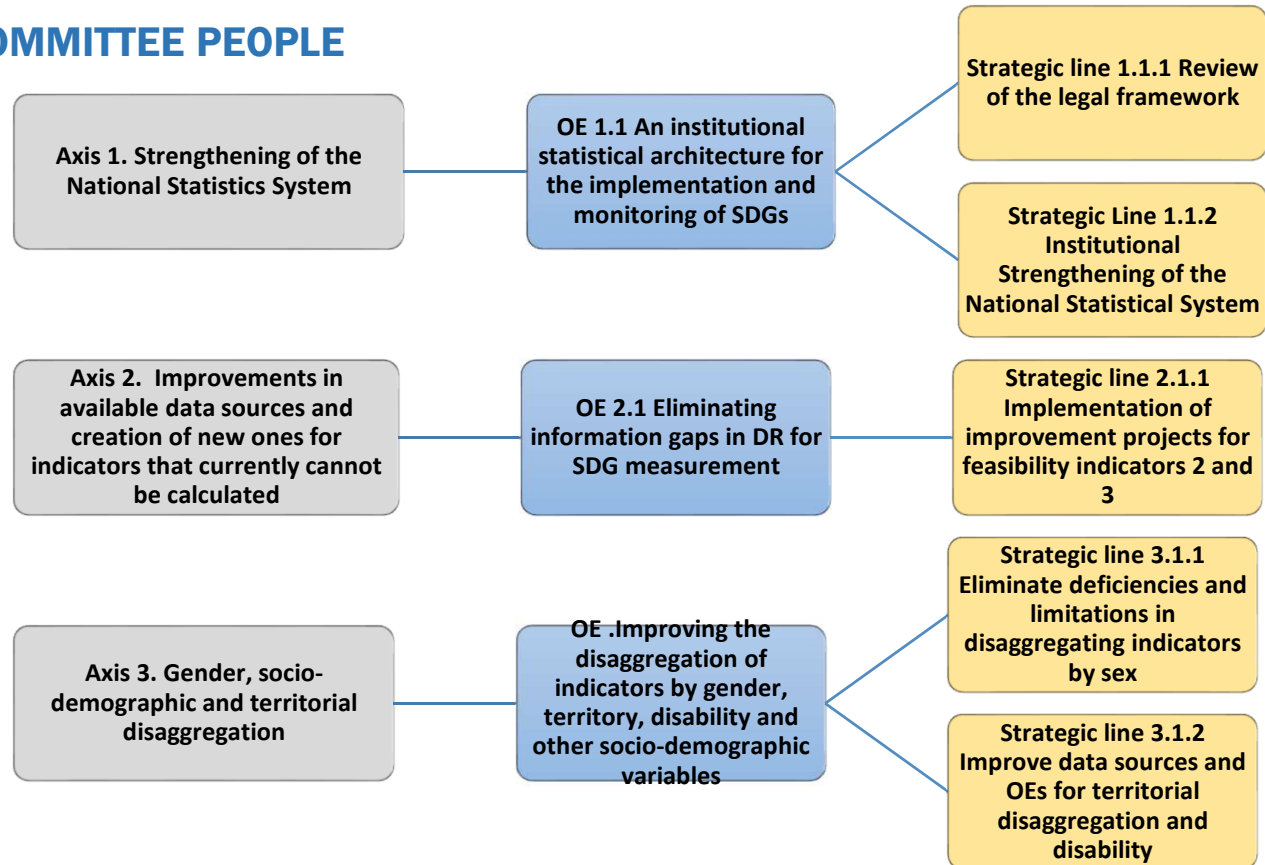 OMMITTEE PEOPLE
Axis 1. Strengthening of the
National Statistics System
OE 1.1 An institutional
statistical architecture for
the implementation and
monitoring of SDGs
Strategic line 1.1.1 Review
of the legal framework
Strategic Line 1.1.2
Institutional
Strengthening of the
National Statistical System
Axis 2. Improvements in
available data sources and
creation of new ones for
indicators that currently cannot
be calculated
OE 2.1 Eliminating
information gaps in DR for
SDG measurement
Strategic line 2.1.1
Implementation of
improvement projects for
feasibility indicators 2 and
3
Axis 3. Gender, socio-
demographic and territorial
disaggregation
OE .Improving the
disaggregation of
indicators by gender,
territory, disability and
other socio-demographic
variables
Strategic line 3.1.1
Eliminate deficiencies and
limitations in
disaggregating indicators
by sex
Strategic line 3.1.2
Improve data sources and
OEs for territorial
disaggregation and
disability